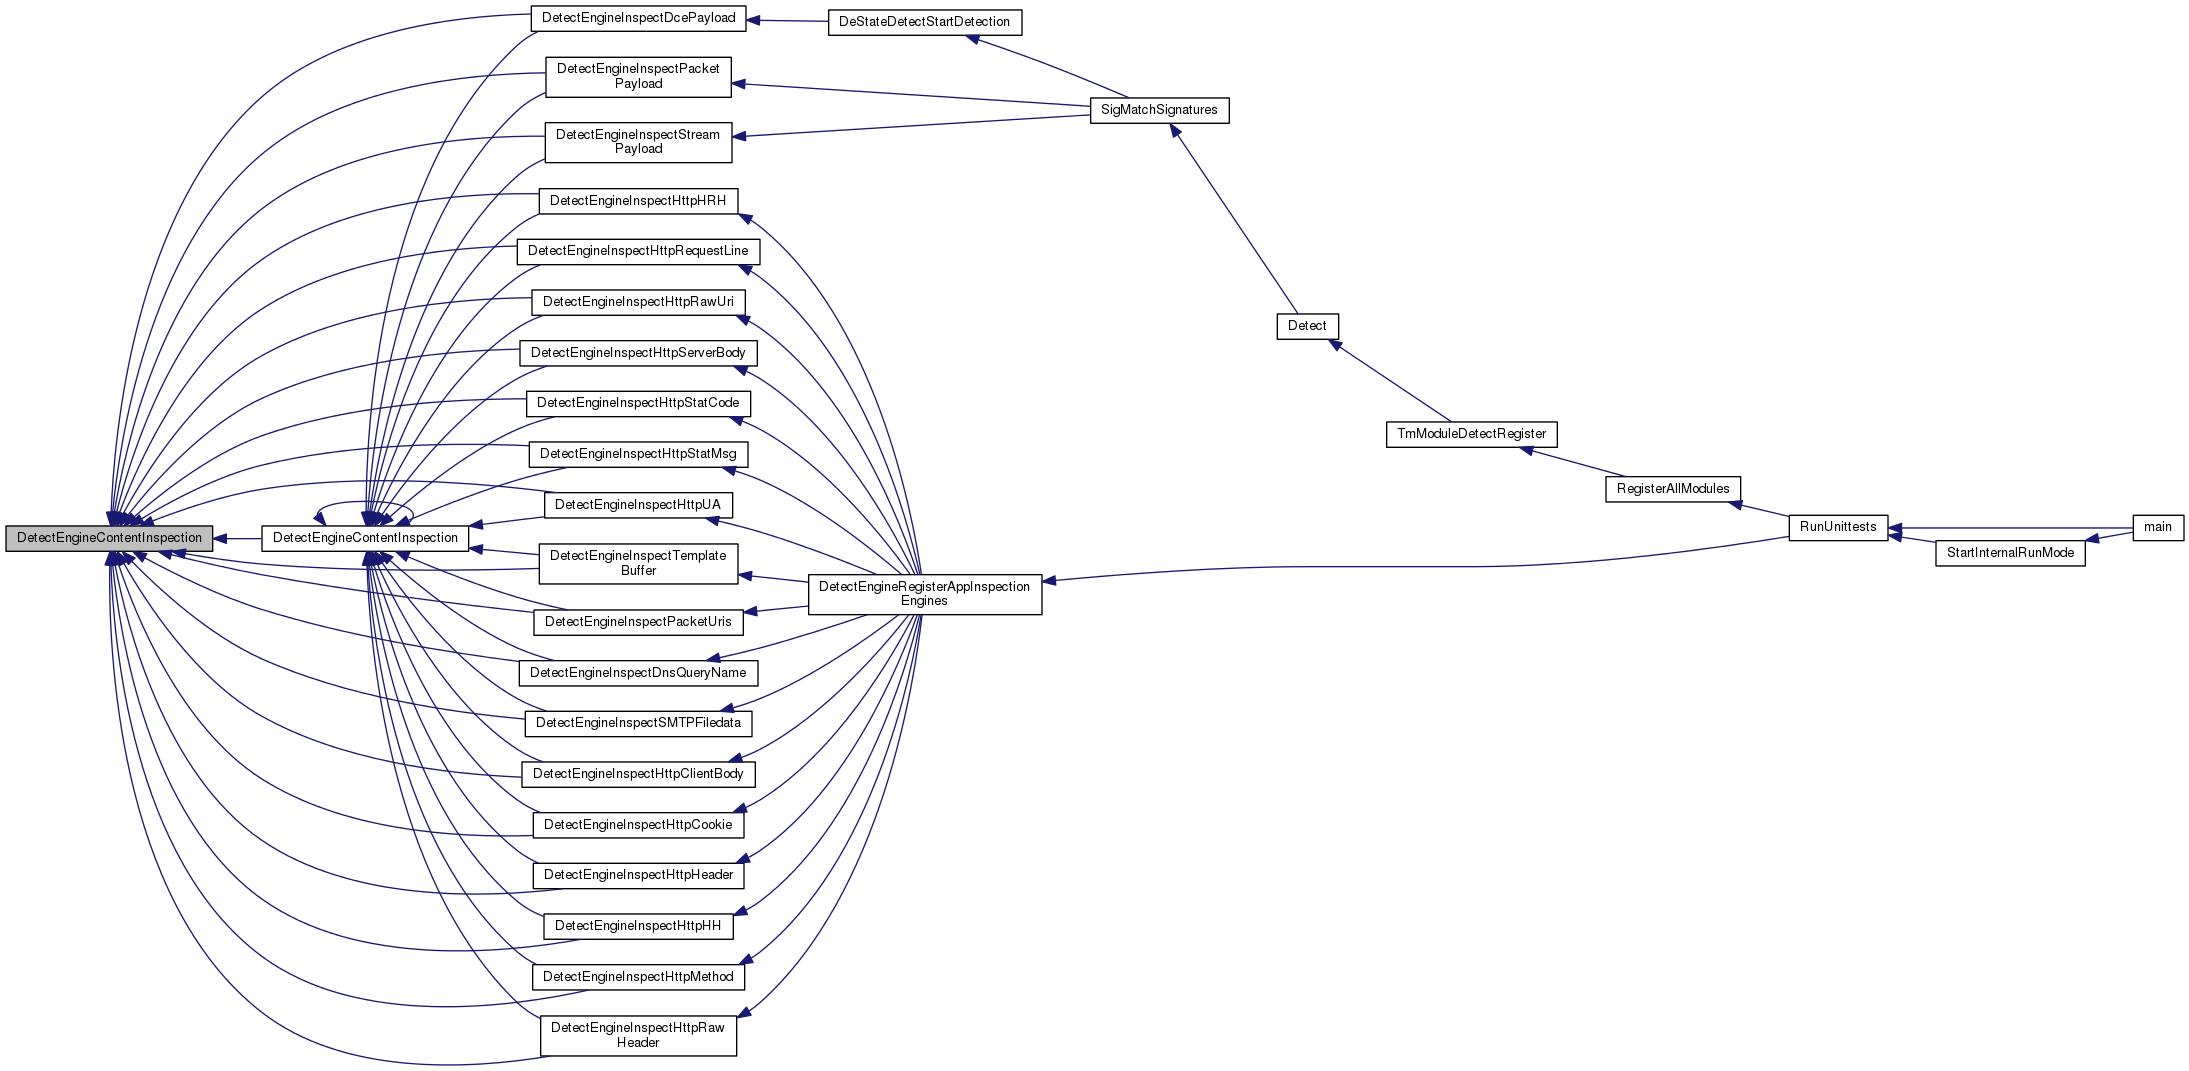 DetectEngineInspectDcePayload
DeStateDetectStartDetection
DetectEngineInspectPacket
Payload
SigMatchSignatures
DetectEngineInspectStream
Payload
DetectEngineInspectHttpHRH
DetectEngineInspectHttpRequestLine
DetectEngineInspectHttpRawUri
Detect
DetectEngineInspectHttpServerBody
DetectEngineInspectHttpStatCode
TmModuleDetectRegister
DetectEngineInspectHttpStatMsg
RegisterAllModules
DetectEngineInspectHttpUA
DetectEngineContentInspection
DetectEngineContentInspection
RunUnittests
main
StartInternalRunMode
DetectEngineInspectTemplate
Buffer
DetectEngineRegisterAppInspection
Engines
DetectEngineInspectPacketUris
DetectEngineInspectDnsQueryName
DetectEngineInspectSMTPFiledata
DetectEngineInspectHttpClientBody
DetectEngineInspectHttpCookie
DetectEngineInspectHttpHeader
DetectEngineInspectHttpHH
DetectEngineInspectHttpMethod
DetectEngineInspectHttpRaw
Header